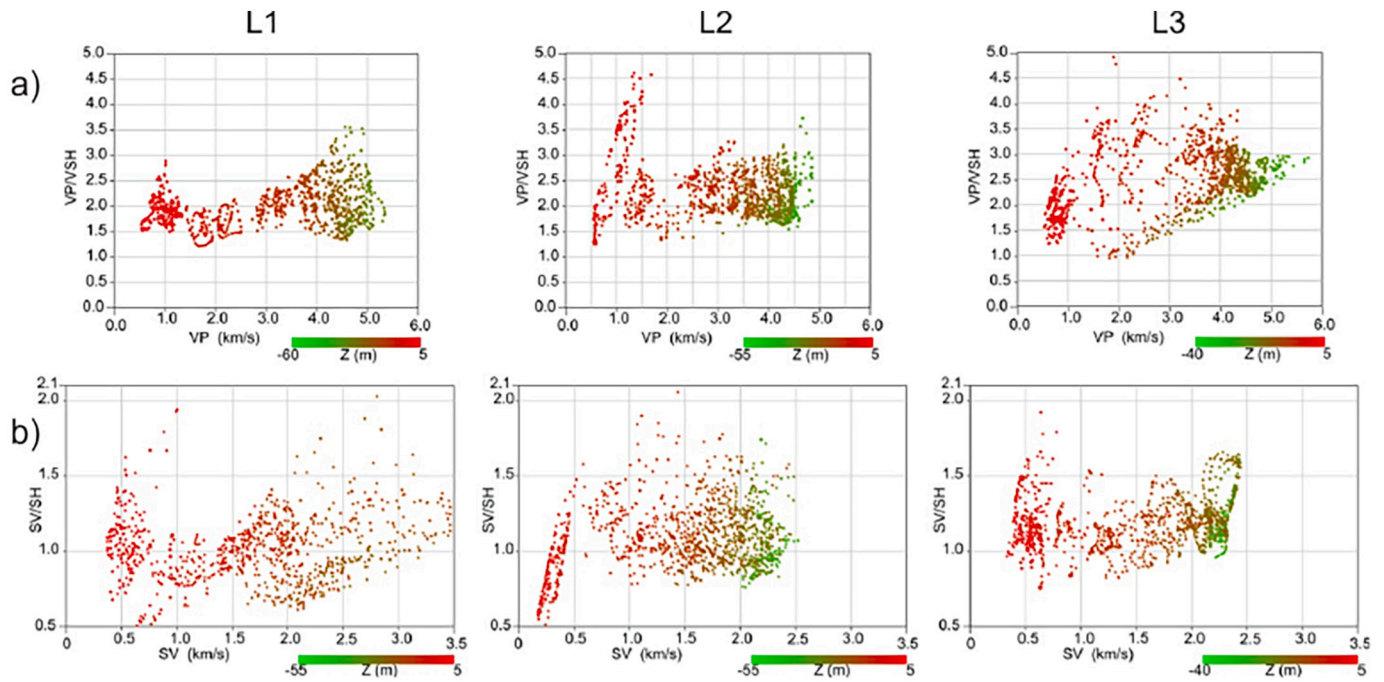 L1 L2 L3
a)
5.0 5.0 5.0
4.5 4.5 4.5
4.0 4.0 4.0
3.5 3.5 3.5
3.0 3.0 3.0
VP/VSH VP/VSH VP/VSH
2.5 2.5 2.5
2.0 2.0 2.0
1.5 1.5 1.5
1.0 1.0 1.0
0.5 0.5 0.5
0.0 0.0 0.0
0.0 1.0 2.0 3.0 4.0 5.0 6.0 0.0 1.0 2.0 3.0 4.0 5.0 6.0 0.0 1.0 2.0 3.0 4.0 5.0 6.0
VP (km/s) VP (km/s) VP (km/s)
-60 Z (m) 5 -55 Z (m) 5 -40 Z (m) 5
b)
2.1 2.1 2.1
2.0 2.0 2.0
1.5 1.5 1.5
SV/SH SV/SH SV/SH
1.0 1.0 1.0
0.5 0.5 0.5
0 0.5 1.0 1.5 2.0 2.5 3.0 3.5 0 0.5 1.0 1.5 2.0 2.5 3.0 3.5 0 0.5 1.0 1.5 2.0 2.5 3.0 3.5
SV (km/s) SV (km/s) SV (km/s)
-55 Z (m) 5 -55 Z (m) 5 -40 Z (m) 5